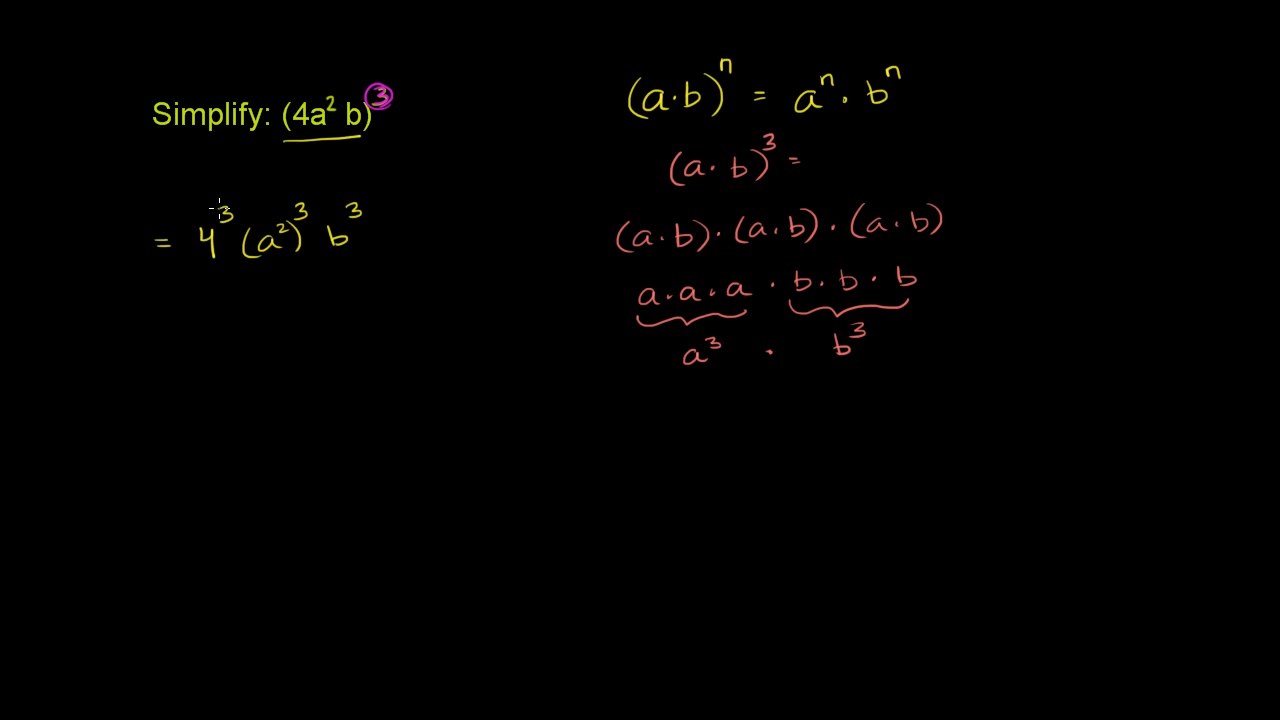 Simplify: (4a² b)³
= 4³ (a²)³ b³
(a·b)ⁿ = aⁿ · bⁿ
(a· b)³ =
(a·b)·(a·b)·(a·b)
a·a·a · b·b·b
a³ · b³